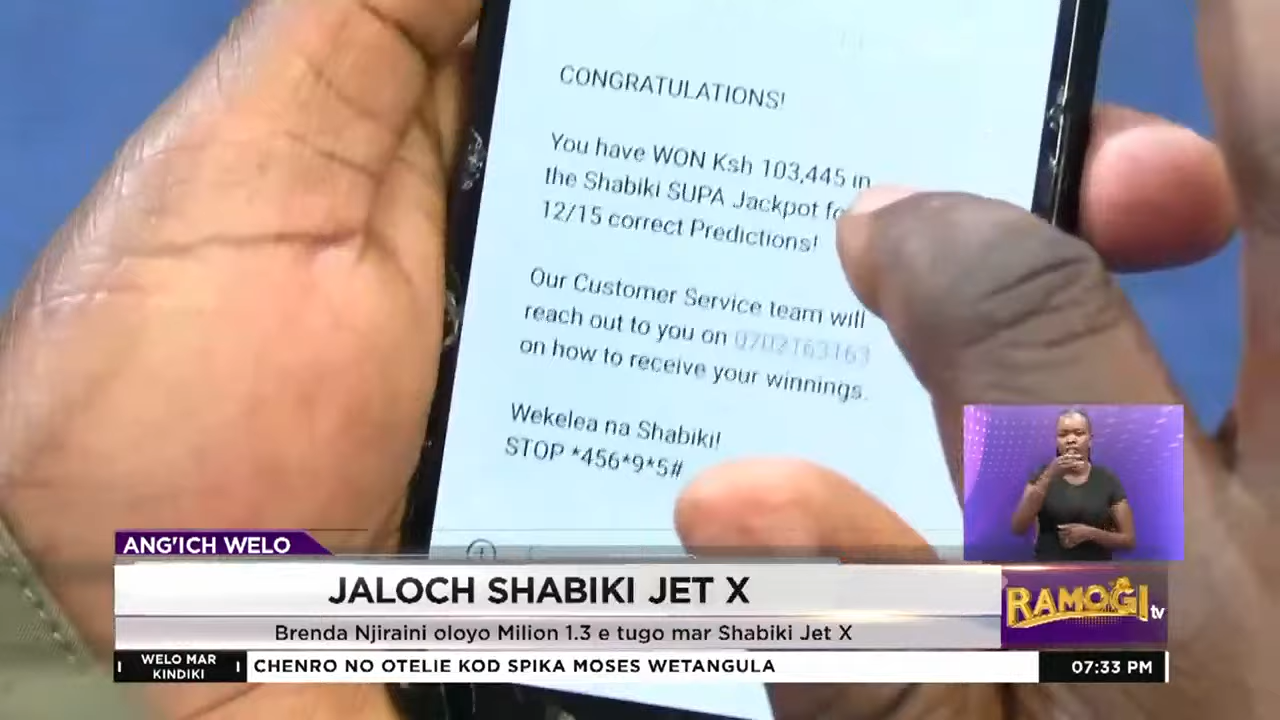 CONGRATULATIONS!
You have WON Ksh 103,445 in
the Shabiki SUPA Jackpot fo
12/15 correct Predictions!
Our Customer Service team will
reach out to you on 0702163163
on how to receive your winnings.
Wekelea na Shabiki!
STOP *456*9*5#
ANG'ICH WELO
JALOCH SHABIKI JET X
Brenda Njiraini oloyo Milion 1.3 e tugo mar Shabiki Jet X
RAMOGI tv
WELO MAR
KINDIKI
CHENRO NO OTELIE KOD SPIKA MOSES WETANGULA
07:33 PM